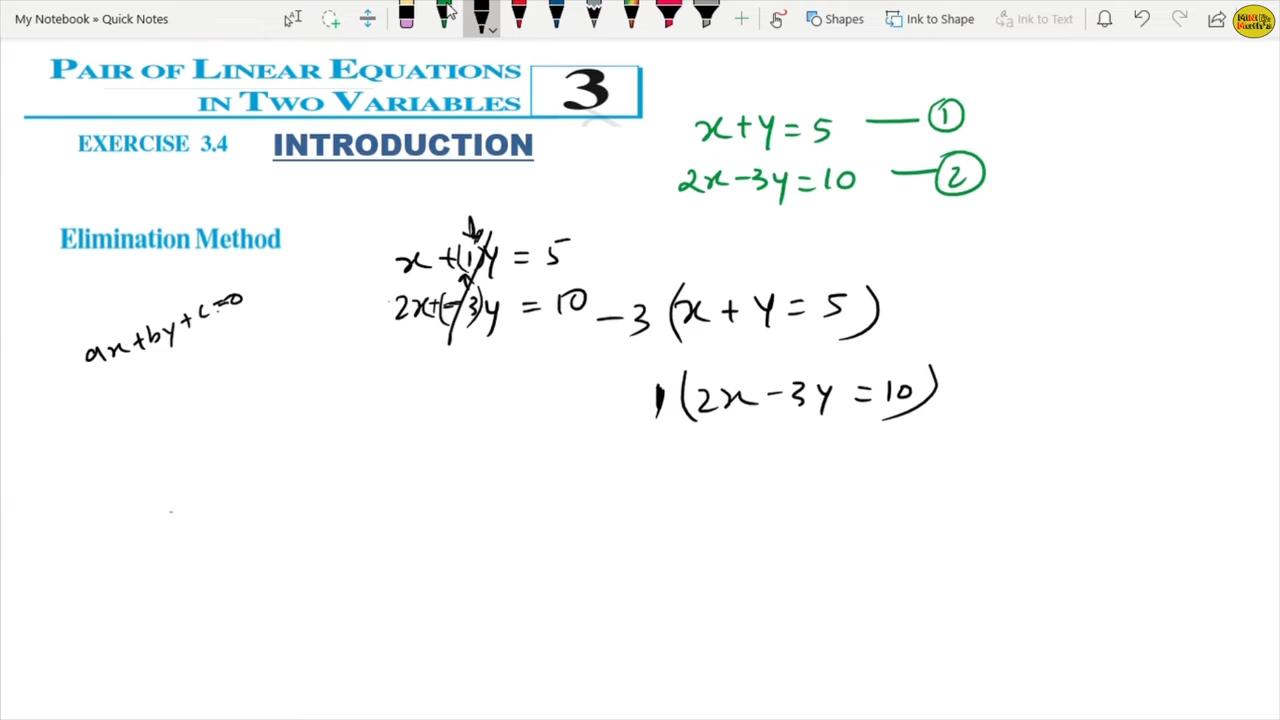 My Notebook » Quick Notes
Shapes
Ink to Shape
Ink to Text
PAIR OF LINEAR EQUATIONS
IN TWO VARIABLES
3
EXERCISE 3.4
INTRODUCTION
x+y=5 —— ①
2x-3y=10 —— ②
Elimination Method
x+(1)y = 5
2x+(-3)y = 10
ax+by+c=0
-3 (x+y=5)
1(2x-3y=10)